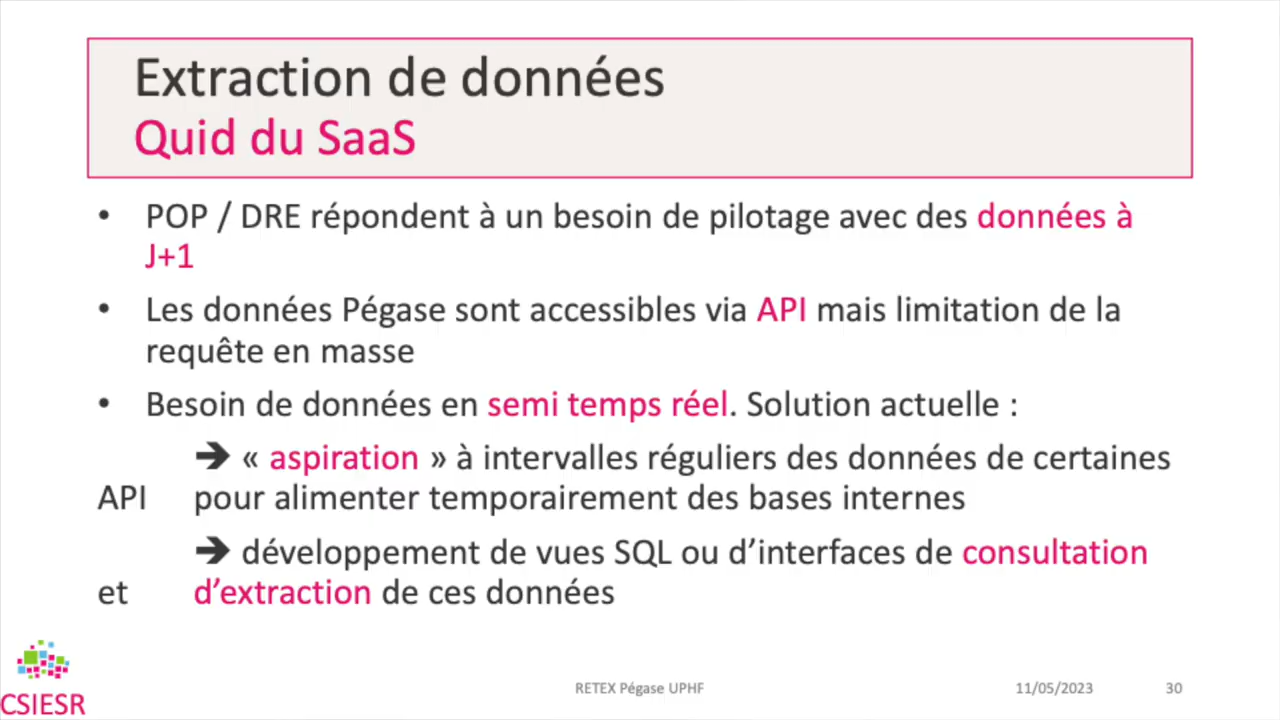 Extraction de données
Quid du SaaS
• POP / DRE répondent à un besoin de pilotage avec des données à
J+1
• Les données Pégase sont accessibles via API mais limitation de la
requête en masse
• Besoin de données en semi temps réel. Solution actuelle :
➔ « aspiration » à intervalles réguliers des données de certaines
API pour alimenter temporairement des bases internes
➔ développement de vues SQL ou d’interfaces de consultation
et d’extraction de ces données
CSIESR
RETEX Pégase UPHF
11/05/2023
30